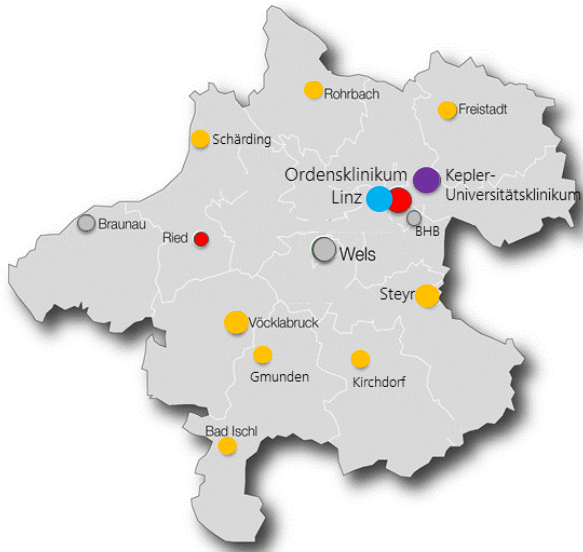 Rohrbach
Freistadt
Schärding
Ordensklinikum
Linz
Kepler-
Universitätsklinikum
Braunau
Ried
BHB
Wels
Steyr
Vöcklabruck
Gmunden
Kirchdorf
Bad Ischl